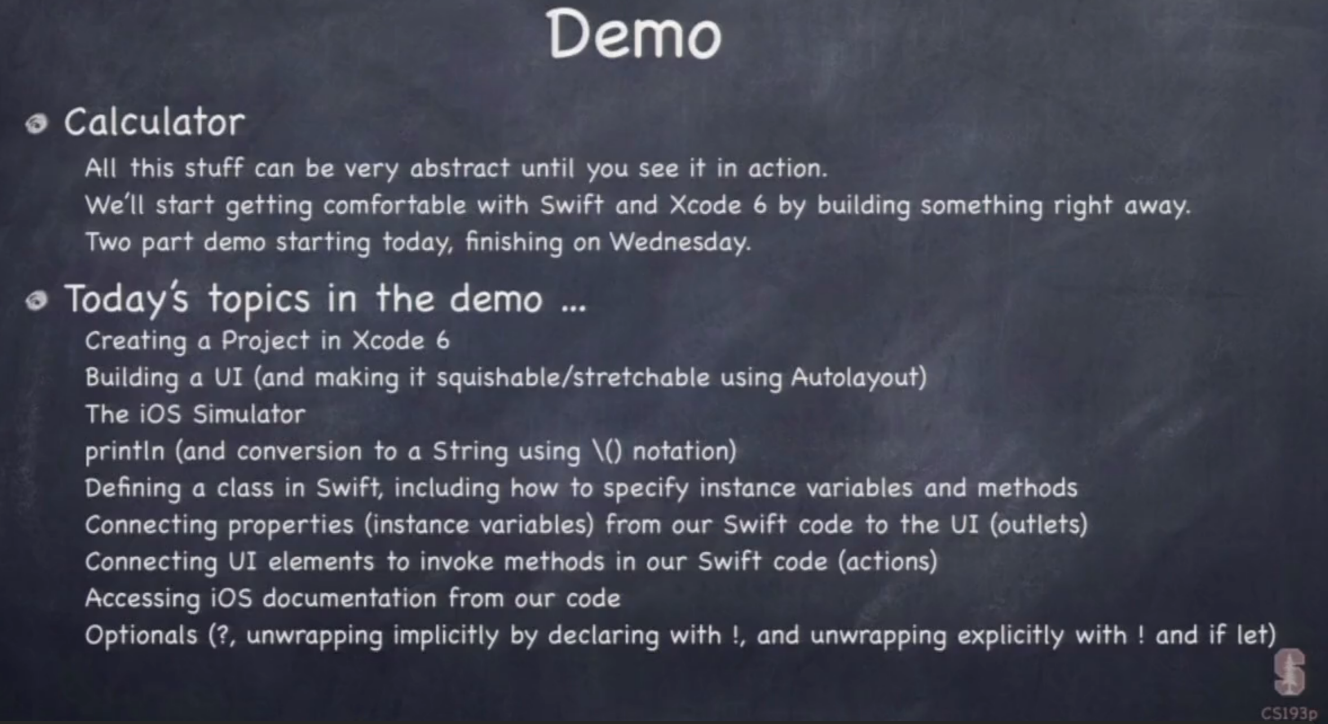 Demo
Calculator
All this stuff can be very abstract until you see it in action.
We'll start getting comfortable with Swift and Xcode 6 by building something right away.
Two part demo starting today, finishing on Wednesday.
Today's topics in the demo ...
Creating a Project in Xcode 6
Building a UI (and making it squishable/stretchable using Autolayout)
The iOS Simulator
println (and conversion to a String using \() notation)
Defining a class in Swift, including how to specify instance variables and methods
Connecting properties (instance variables) from our Swift code to the UI (outlets)
Connecting UI elements to invoke methods in our Swift code (actions)
Accessing iOS documentation from our code
Optionals (?, unwrapping implicitly by declaring with !, and unwrapping explicitly with ! and if let)
S
CS193p